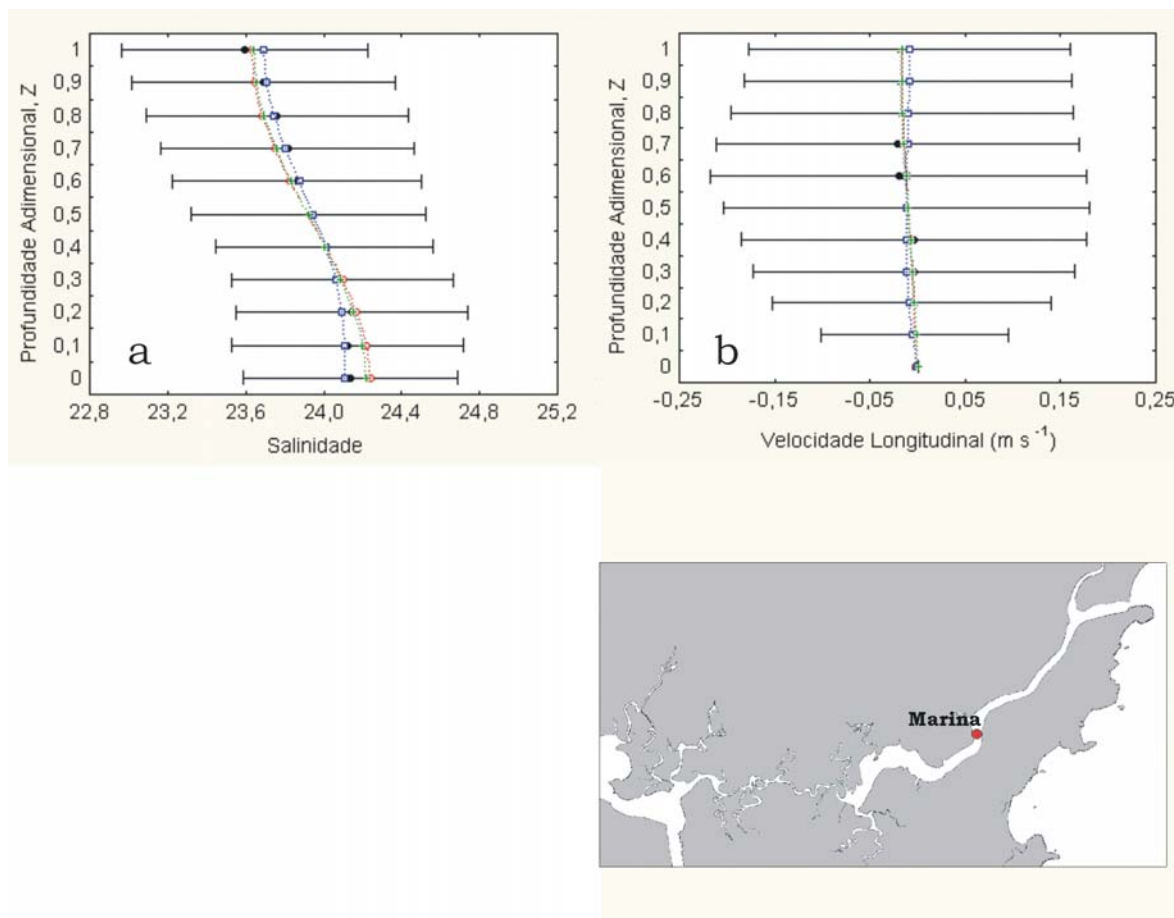 Profundidade Adimensional, Z
1
0,9
0,8
0,7
0,6
0,5
0,4
0,3
0,2
0,1
0
a
22,8 23,2 23,6 24,0 24,4 24,8 25,2
Salinidade
Profundidade Adimensional, Z
1
0,9
0,8
0,7
0,6
0,5
0,4
0,3
0,2
0,1
0
b
-0,25 -0,15 -0,05 0,05 0,15 0,25
Velocidade Longitudinal (m s⁻¹)
Marina